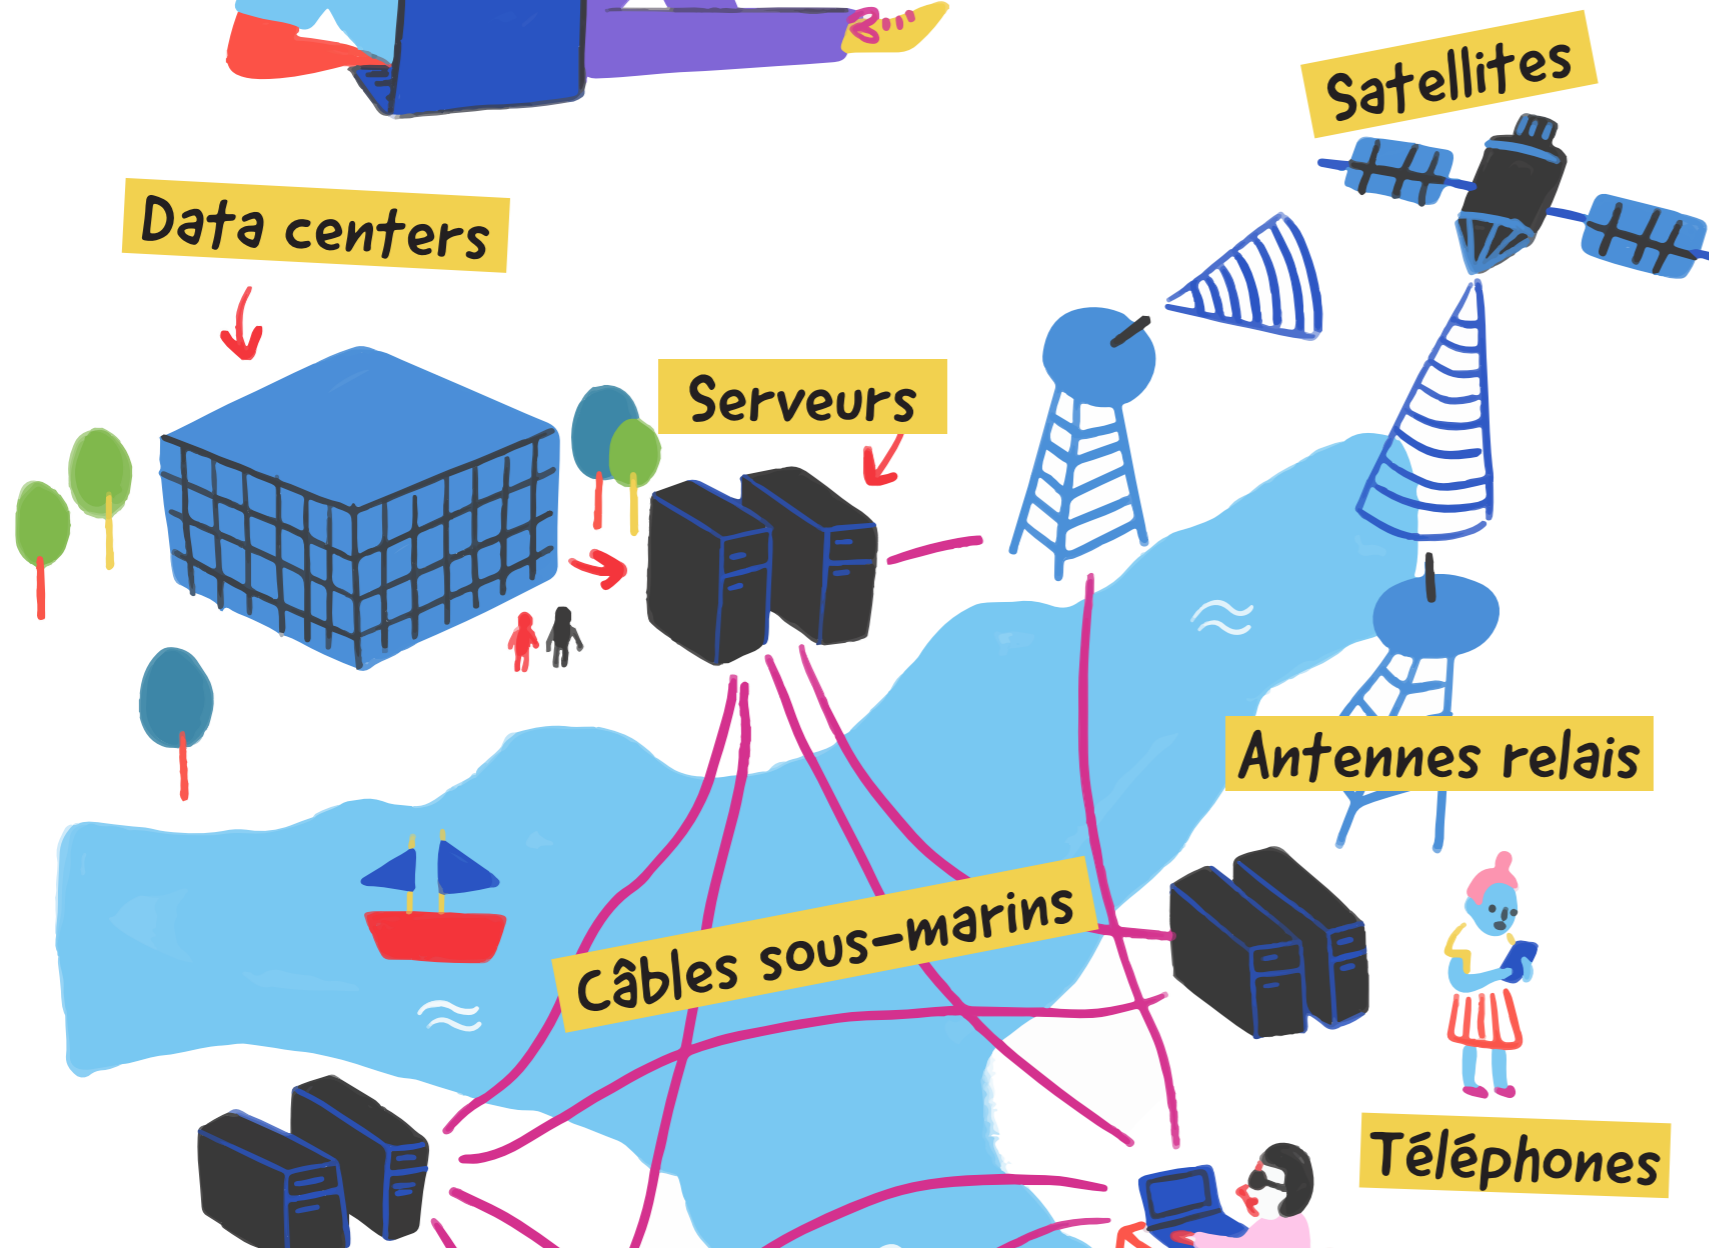 Satellites
Data centers
Serveurs
Antennes relais
Câbles sous-marins
Téléphones